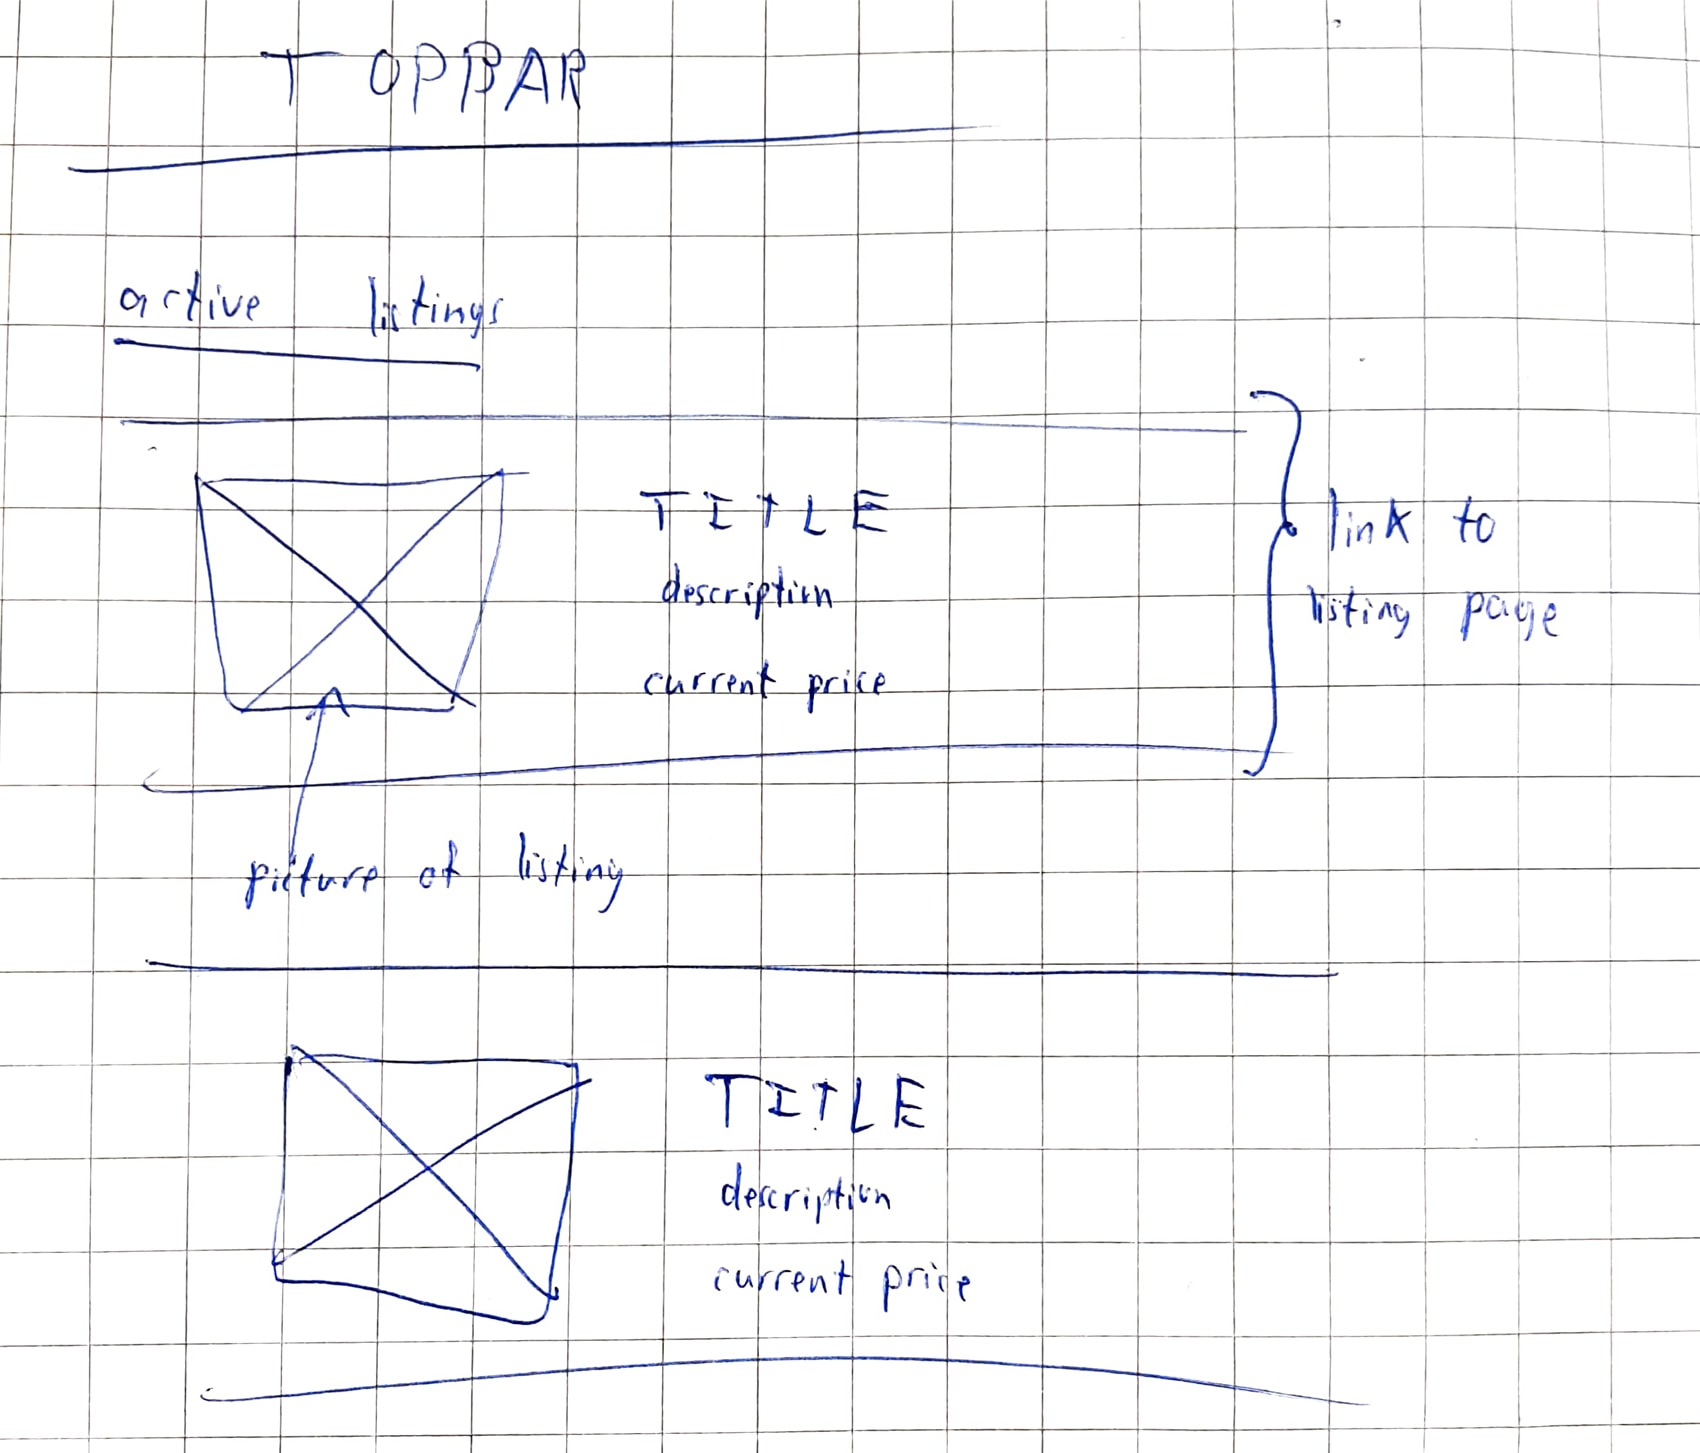 TOPBAR
active listings
TITLE
description
current price
link to
listing page
picture of listing
TITLE
description
current price